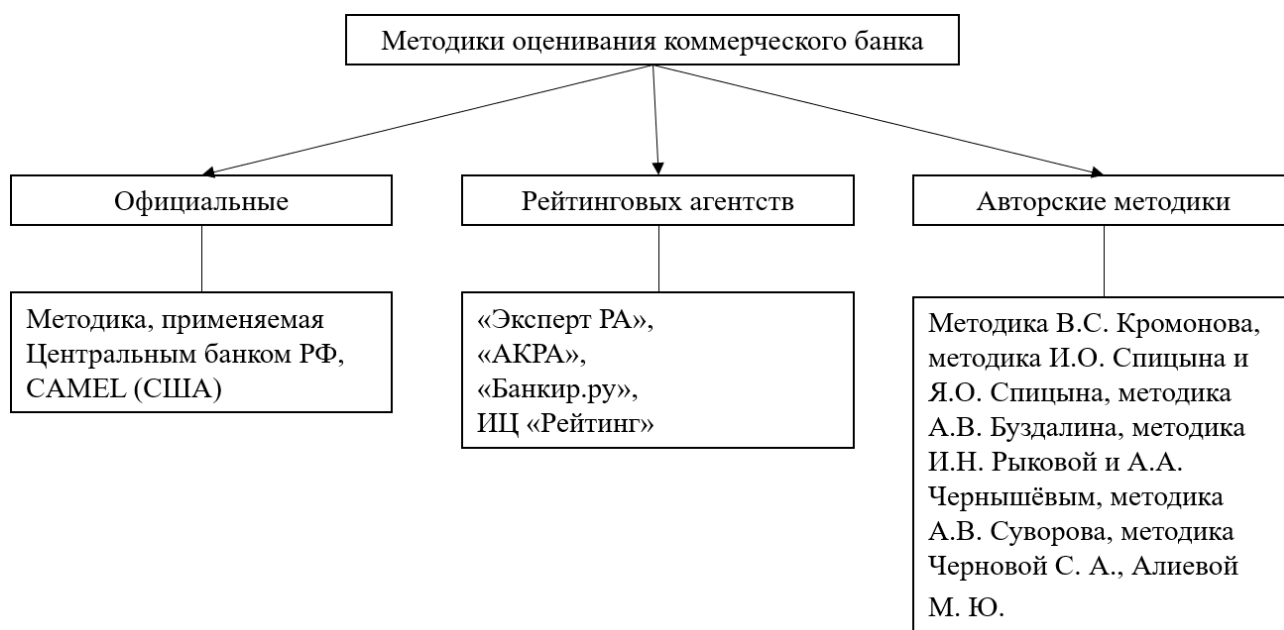 Методики оценивания коммерческого банка
Официальные
Рейтинговых агентств
Авторские методики
Методика, применяемая
Центральным банком РФ,
CAMEL (США)
«Эксперт РА»,
«АКРА»,
«Банкир.ру»,
ИЦ «Рейтинг»
Методика В.С. Кромонова,
методика И.О. Спицына и
Я.О. Спицына, методика
А.В. Буздалина, методика
И.Н. Рыковой и А.А.
Чернышёвым, методика
А.В. Суворова, методика
Черновой С. А., Алиевой
М. Ю.